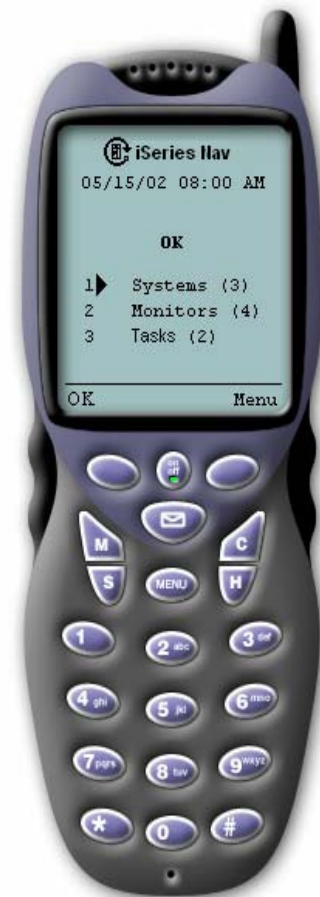 iSeries Nav
05/15/02 08:00 AM
OK
1 Systems (3)
2 Monitors (4)
3 Tasks (2)
OK Menu
on
off
M C
S MENU H
1 2 abc 3 def
4 ghi 5 jkl 6 mno
7 pqrs 8 tuv 9 wxyz
* 0 #